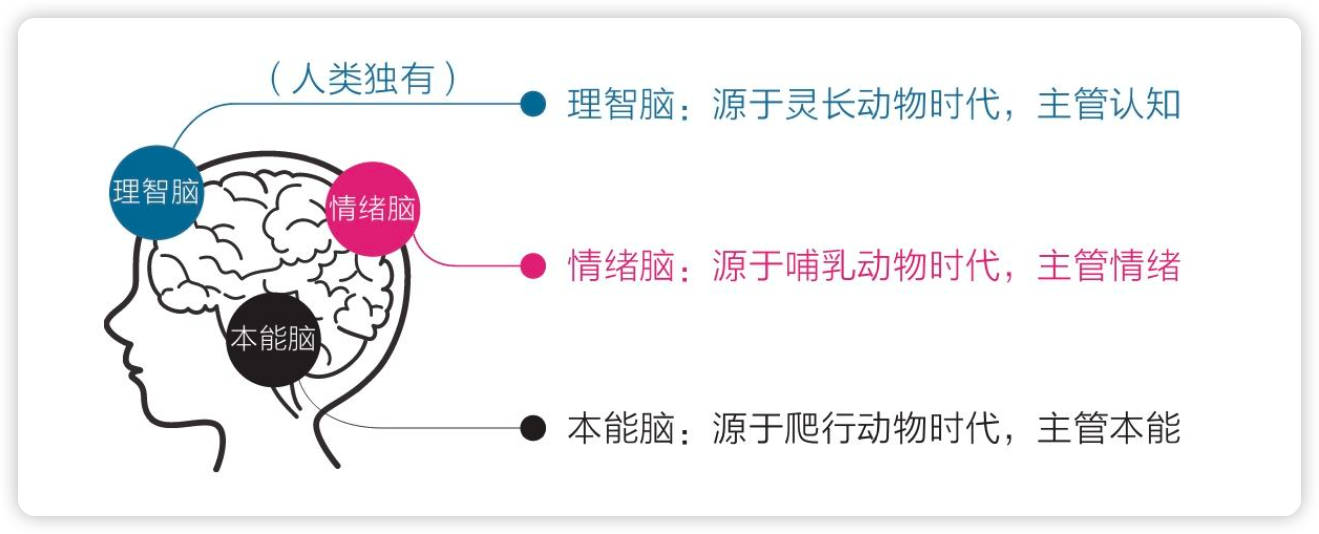 （人类独有）
理智脑：源于灵长动物时代，主管认知
理智脑
情绪脑
情绪脑：源于哺乳动物时代，主管情绪
本能脑
本能脑：源于爬行动物时代，主管本能